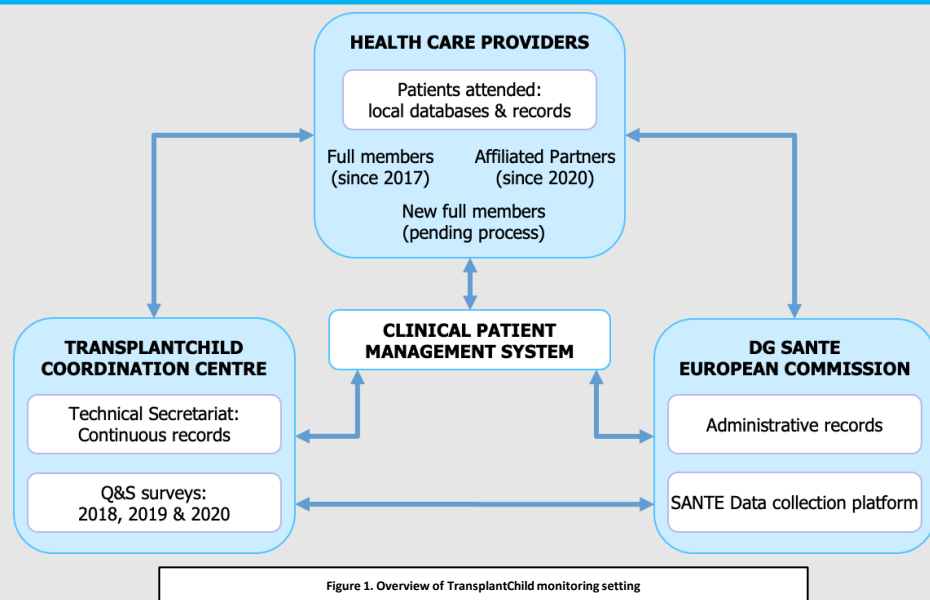 HEALTH CARE PROVIDERS
Patients attended:
local databases & records
Full members
(since 2017)
Affiliated Partners
(since 2020)
New full members
(pending process)
CLINICAL PATIENT
MANAGEMENT SYSTEM
TRANSPLANTCHILD
COORDINATION CENTRE
Technical Secretariat:
Continuous records
Q&S surveys:
2018, 2019 & 2020
DG SANTE
EUROPEAN COMMISSION
Administrative records
SANTE Data collection platform
Figure 1. Overview of TransplantChild monitoring setting